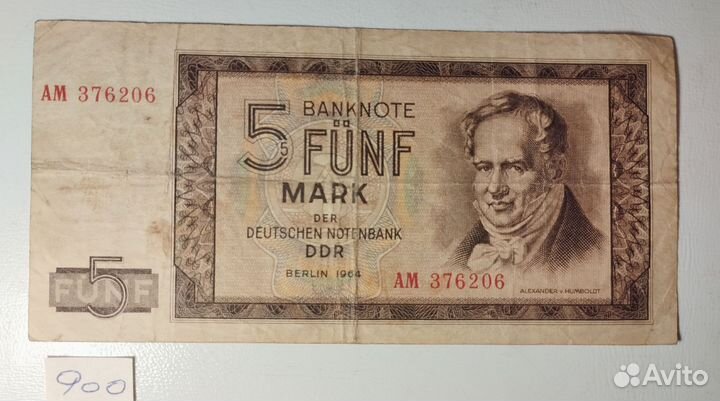 AM 376206
5
5
BANKNOTE
FÜNF
MARK
DER
DEUTSCHEN NOTENBANK
DDR
BERLIN 1964
AM 376206
ALEXANDER v. HUMBOLDT
5
FÜNF
900
Avito